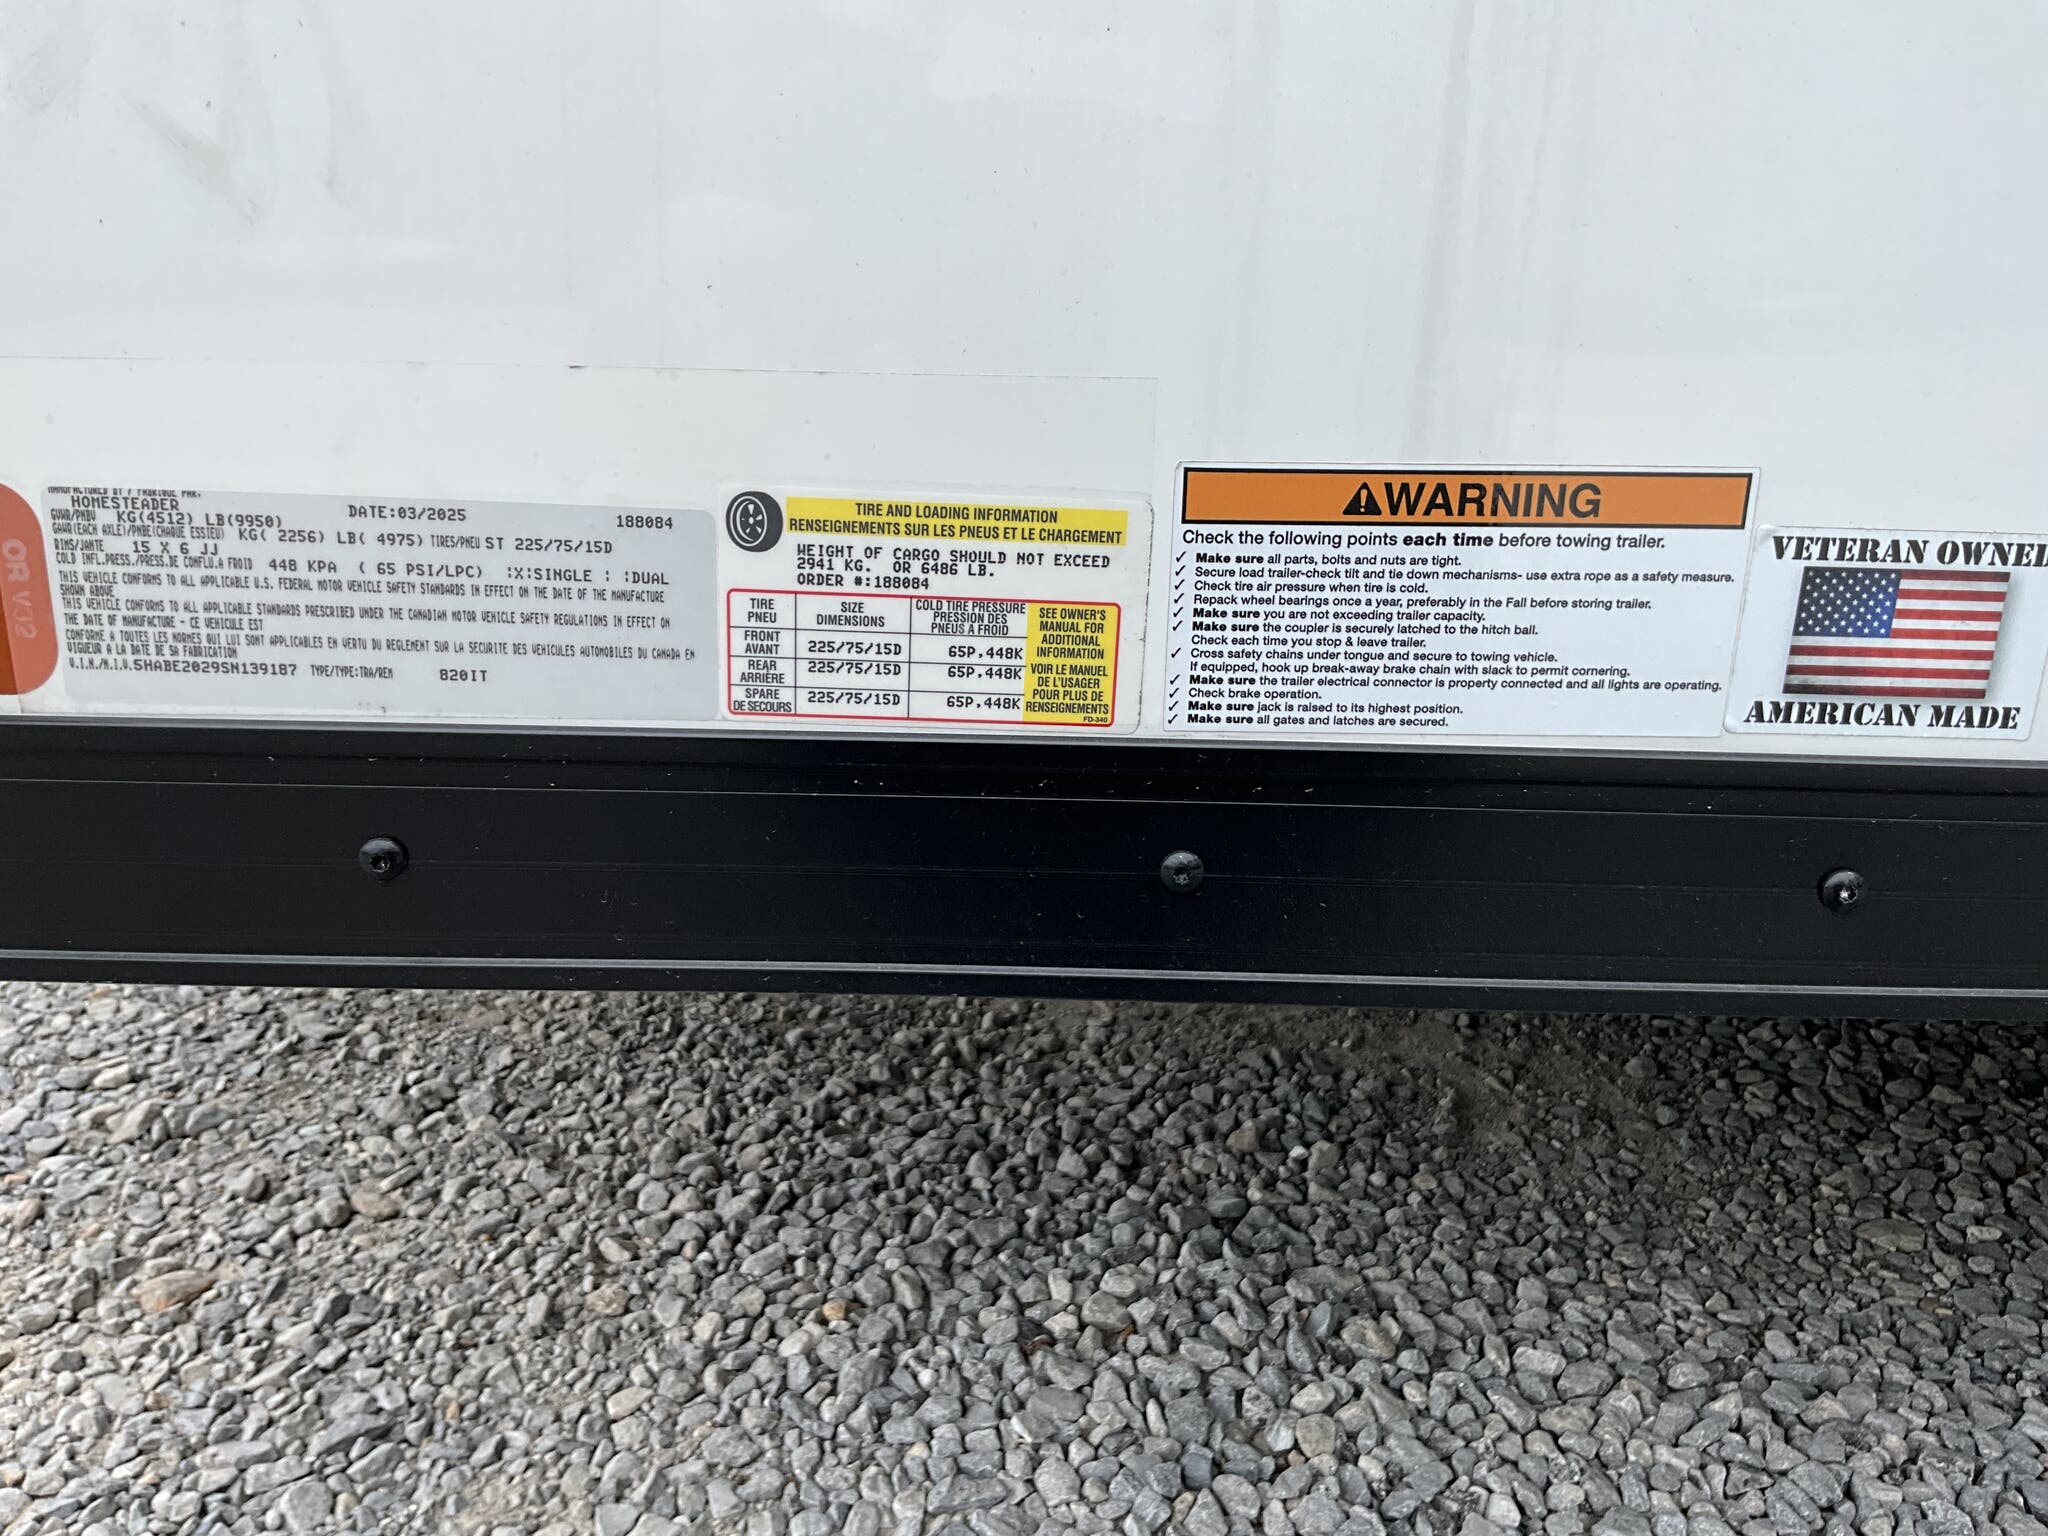 OR V32
MANUFACTURED BY / FABRIQUE PAR.
HOMESTEADER
DATE:03/2025
188084
GVWR/PNBV KG(4512) LB(9950)
GAWR(EACH AXLE)/PNBE(CHAQUE ESSIEU) KG( 2256) LB( 4975) TIRES/PNEU ST 225/75/15D
RIMS/JANTE 15 X 6 JJ
COLD INFL.PRESS./PRESS.DE CONFLU.A FROID 448 KPA ( 65 PSI/LPC) :X:SINGLE : :DUAL
THIS VEHICLE CONFORMS TO ALL APPLICABLE U.S. FEDERAL MOTOR VEHICLE SAFETY STANDARDS IN EFFECT ON THE DATE OF THE MANUFACTURE
SHOWN ABOVE
THIS VEHICLE CONFORMS TO ALL APPLICABLE STANDARDS PRESCRIBED UNDER THE CANADIAN MOTOR VEHICLE SAFETY REGULATIONS IN EFFECT ON
THE DATE OF MANUFACTURE - CE VEHICULE EST
CONFORME A TOUTES LES NORMES QUI LUI SONT APPLICABLES EN VERTU DU REGLEMENT SUR LA SECURITE DES VEHICULES AUTOMOBILES DU CANADA EN
VIGUEUR A LA DATE DE SA FABRICATION
V.I.N./N.I.V.5HABE2029SN139187 TYPE/TYPE:TRA/REM 820IT
TIRE AND LOADING INFORMATION
RENSEIGNEMENTS SUR LES PNEUS ET LE CHARGEMENT
WEIGHT OF CARGO SHOULD NOT EXCEED
2941 KG. OR 6486 LB.
ORDER #:188084
TIRE
PNEU
SIZE
DIMENSIONS
COLD TIRE PRESSURE
PRESSION DES
PNEUS A FROID
FRONT
AVANT
225/75/15D
65P,448K
REAR
ARRIÈRE
225/75/15D
65P,448K
SPARE
DE SECOURS
225/75/15D
65P,448K
SEE OWNER'S
MANUAL FOR
ADDITIONAL
INFORMATION
VOIR LE MANUEL
DE L'USAGER
POUR PLUS DE
RENSEIGNEMENTS
FD-340
WARNING
Check the following points each time before towing trailer.
✓ Make sure all parts, bolts and nuts are tight.
✓ Secure load trailer-check tilt and tie down mechanisms- use extra rope as a safety measure.
✓ Check tire air pressure when tire is cold.
✓ Repack wheel bearings once a year, preferably in the Fall before storing trailer.
✓ Make sure you are not exceeding trailer capacity.
✓ Make sure the coupler is securely latched to the hitch ball.
Check each time you stop & leave trailer.
✓ Cross safety chains under tongue and secure to towing vehicle.
If equipped, hook up break-away brake chain with slack to permit cornering.
✓ Make sure the trailer electrical connector is properly connected and all lights are operating.
✓ Check brake operation.
✓ Make sure jack is raised to its highest position.
✓ Make sure all gates and latches are secured.
VETERAN OWNED
AMERICAN MADE